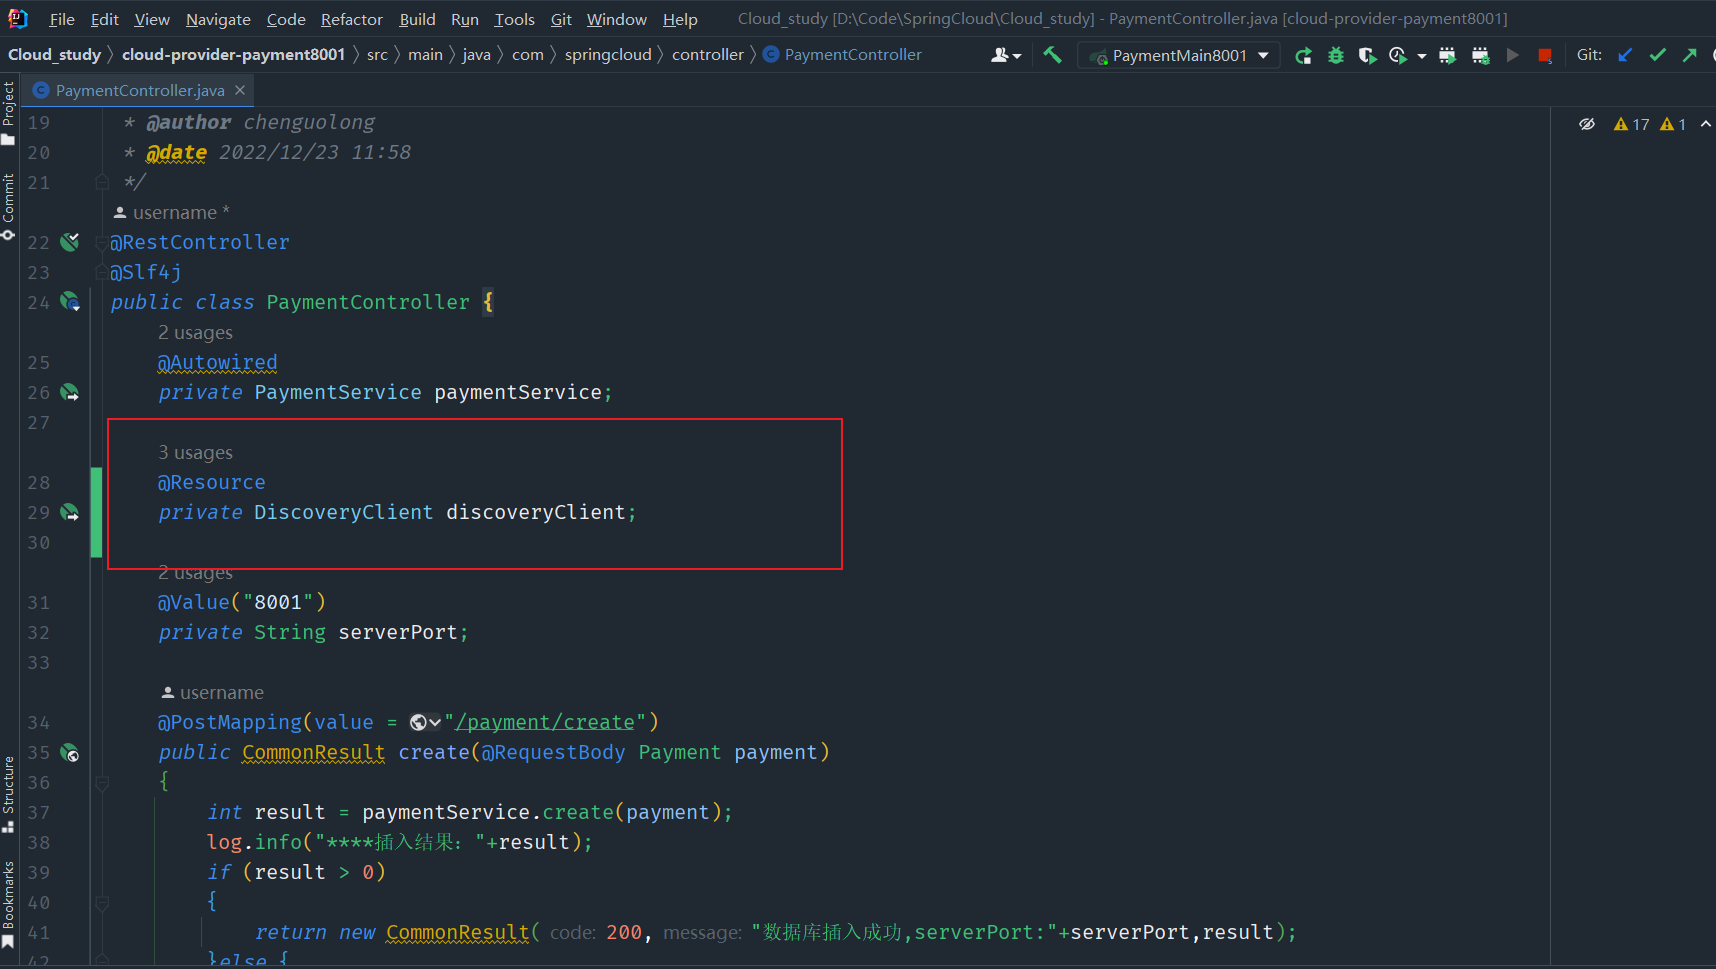 File Edit View Navigate Code Refactor Build Run Tools Git Window Help Cloud_study [D:\Code\SpringCloud\Cloud_study] - PaymentController.java [cloud-provider-payment8001]
Cloud_study cloud-provider-payment8001 src main java com springcloud controller PaymentController PaymentMain8001 Git:
PaymentController.java
Project
Commit
Structure
Bookmarks
17 1
19 * @author chenguolong
20 * @date 2022/12/23 11:58
21 */
username *
22 @RestController
23 @Slf4j
24 public class PaymentController {
2 usages
25 @Autowired
26 private PaymentService paymentService;
27
3 usages
28 @Resource
29 private DiscoveryClient discoveryClient;
30
2 usages
31 @Value("8001")
32 private String serverPort;
33
username
34 @PostMapping(value = "/payment/create")
35 public CommonResult create(@RequestBody Payment payment)
36 {
37 int result = paymentService.create(payment);
38 log.info("****插入结果："+result);
39 if (result > 0)
40 {
41 return new CommonResult( code: 200, message: "数据库插入成功,serverPort:"+serverPort,result);
42 }else {